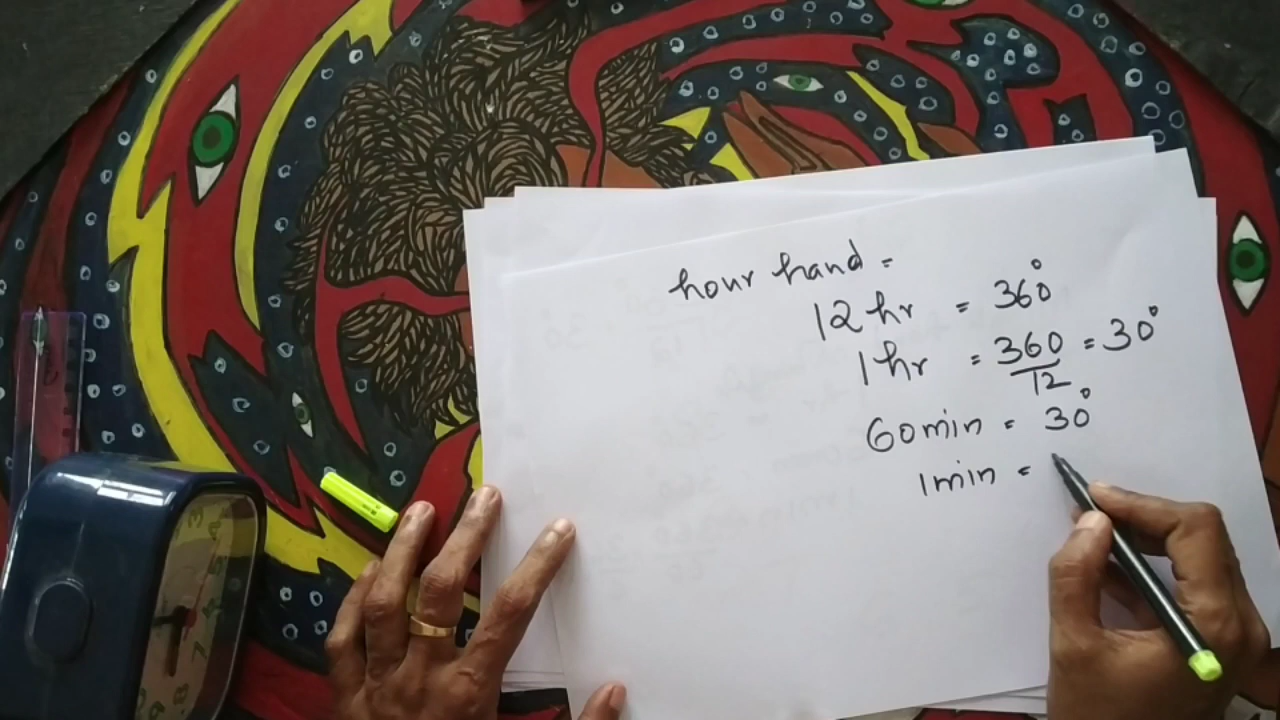 hour hand =
12 hr = 360°
1 hr = 360/12 = 30°
60 min = 30°
1 min =